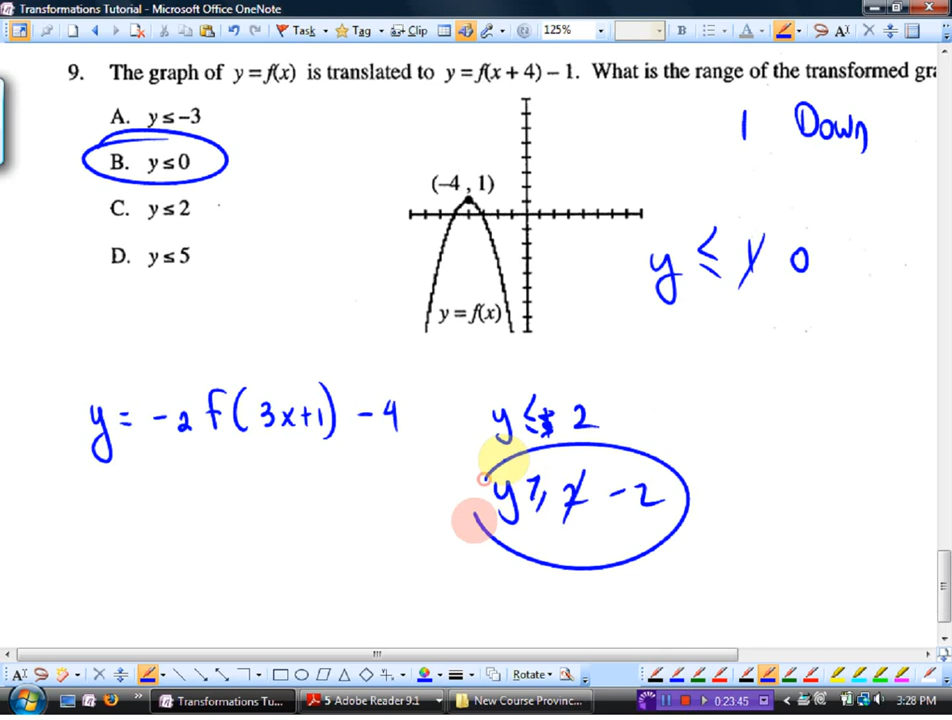 Transformations Tutorial - Microsoft Office OneNote
Task Tag Clip 125% B A
9. The graph of y = f(x) is translated to y = f(x + 4) – 1. What is the range of the transformed gra
A. y ≤ –3
1 Down
B. y ≤ 0
(–4 , 1)
C. y ≤ 2
y ≤ 1 0
D. y ≤ 5
y = f(x)
y = -2 f(3x+1) - 4
y ≤ 2
y ≥ - 2
Rotate
Transformations Tu... 5 Adobe Reader 9.1 New Course Provinc... 0:23:45 3:28 PM